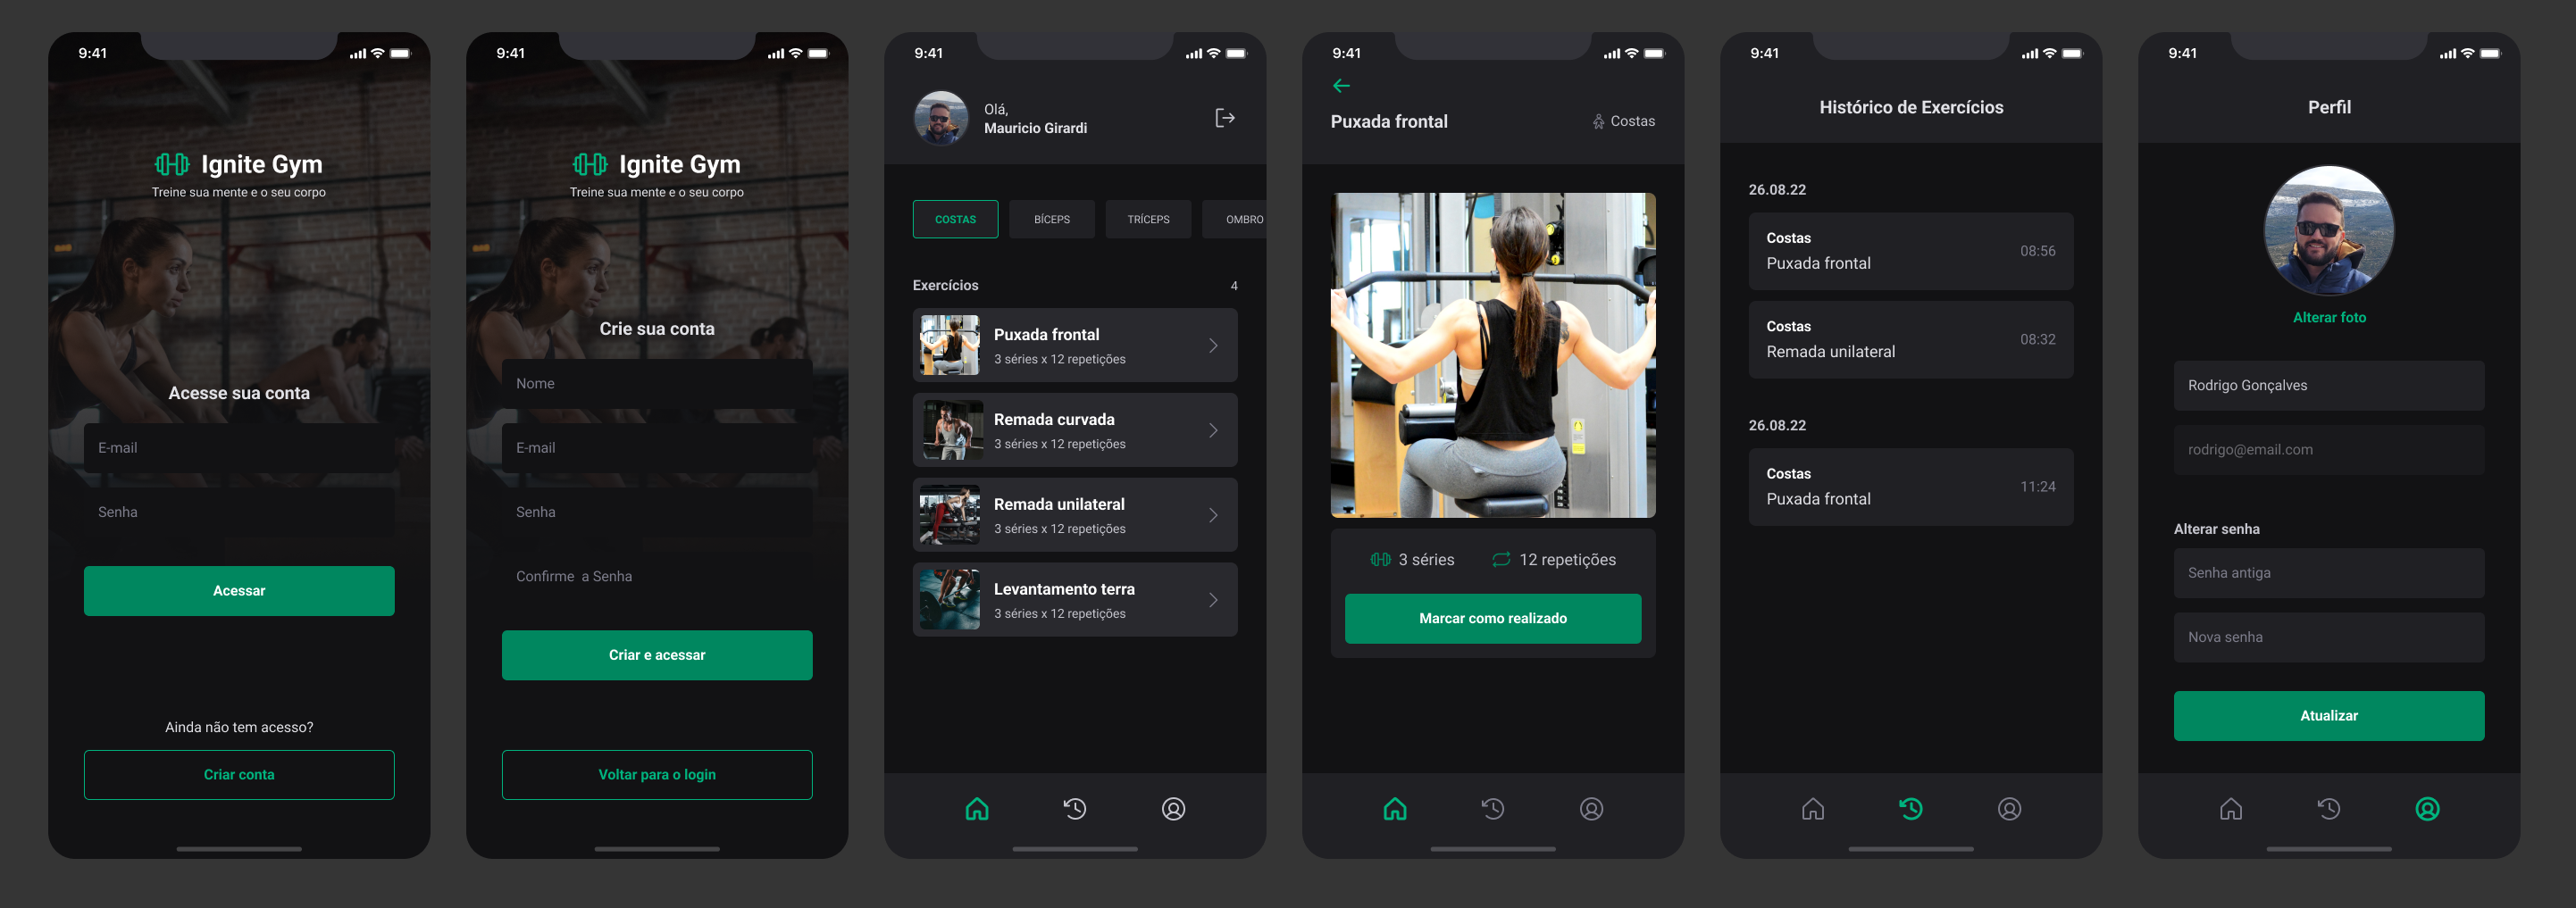 9:41
Ignite Gym
Treine sua mente e o seu corpo
Acesse sua conta
E-mail
Senha
Acessar
Ainda não tem acesso?
Criar conta
9:41
Ignite Gym
Treine sua mente e o seu corpo
Crie sua conta
Nome
E-mail
Senha
Confirme a Senha
Criar e acessar
Voltar para o login
9:41
Olá,
Mauricio Girardi
COSTAS BÍCEPS TRÍCEPS OMBRO
Exercícios 4
Puxada frontal
3 séries x 12 repetições
Remada curvada
3 séries x 12 repetições
Remada unilateral
3 séries x 12 repetições
Levantamento terra
3 séries x 12 repetições
9:41
Puxada frontal Costas
3 séries 12 repetições
Marcar como realizado
9:41
Histórico de Exercícios
26.08.22
Costas
Puxada frontal
08:56
Costas
Remada unilateral
08:32
26.08.22
Costas
Puxada frontal
11:24
9:41
Perfil
Alterar foto
Rodrigo Gonçalves
rodrigo@email.com
Alterar senha
Senha antiga
Nova senha
Atualizar